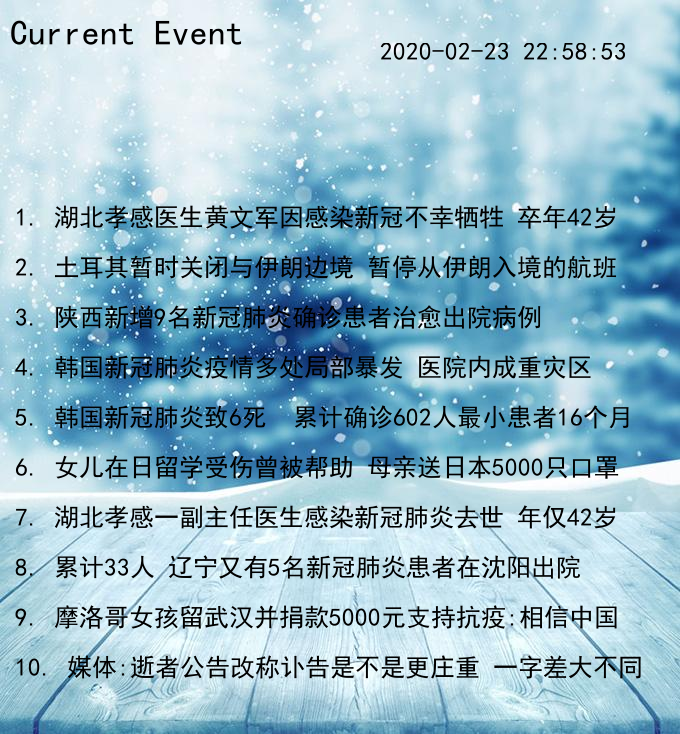 Current Event
2020-02-23 22:58:53
1. 湖北孝感医生黄文军因感染新冠不幸牺牲 卒年42岁
2. 土耳其暂时关闭与伊朗边境 暂停从伊朗入境的航班
3. 陕西新增9名新冠肺炎确诊患者治愈出院病例
4. 韩国新冠肺炎疫情多处局部暴发 医院内成重灾区
5. 韩国新冠肺炎致6死  累计确诊602人最小患者16个月
6. 女儿在日留学受伤曾被帮助 母亲送日本5000只口罩
7. 湖北孝感一副主任医生感染新冠肺炎去世 年仅42岁
8. 累计33人 辽宁又有5名新冠肺炎患者在沈阳出院
9. 摩洛哥女孩留武汉并捐款5000元支持抗疫:相信中国
10. 媒体:逝者公告改称讣告是不是更庄重 一字差大不同